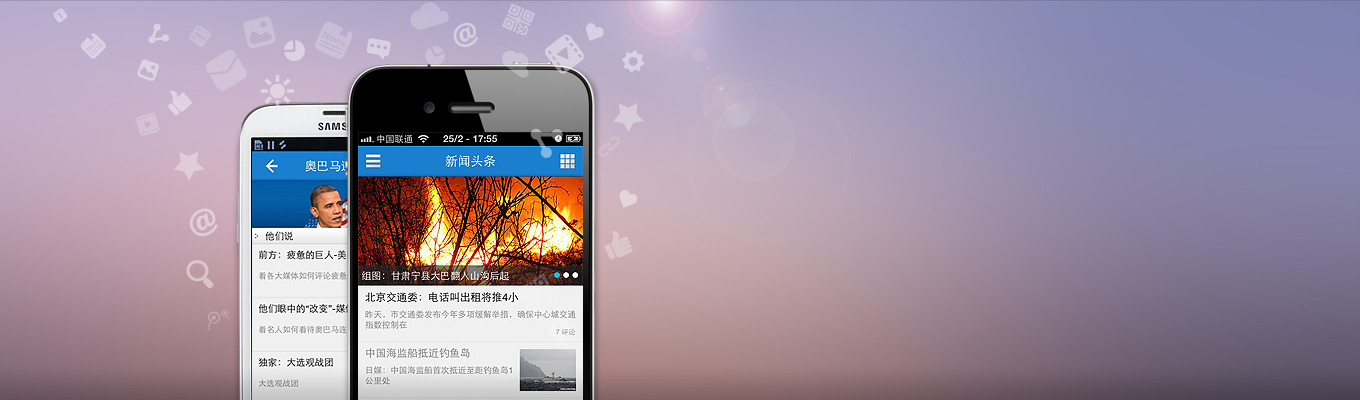 SAMS
奥巴马连
他们说
前方：疲惫的巨人-美
看各大媒体如何评论疲惫
他们眼中的“改变”-媒体
看名人如何看待奥巴马连
独家：大选观战团
大选观战团
中国联通 25/2 - 17:55
新闻头条
组图：甘肃宁县大巴翻入山沟后起
北京交通委：电话叫出租将推4小
昨天，市交通委发布今年多项缓解举措，确保中心城交通
指数控制在
7 评论
中国海监船抵近钓鱼岛
日媒：中国海监船首次抵近至距钓鱼岛1
公里处
News